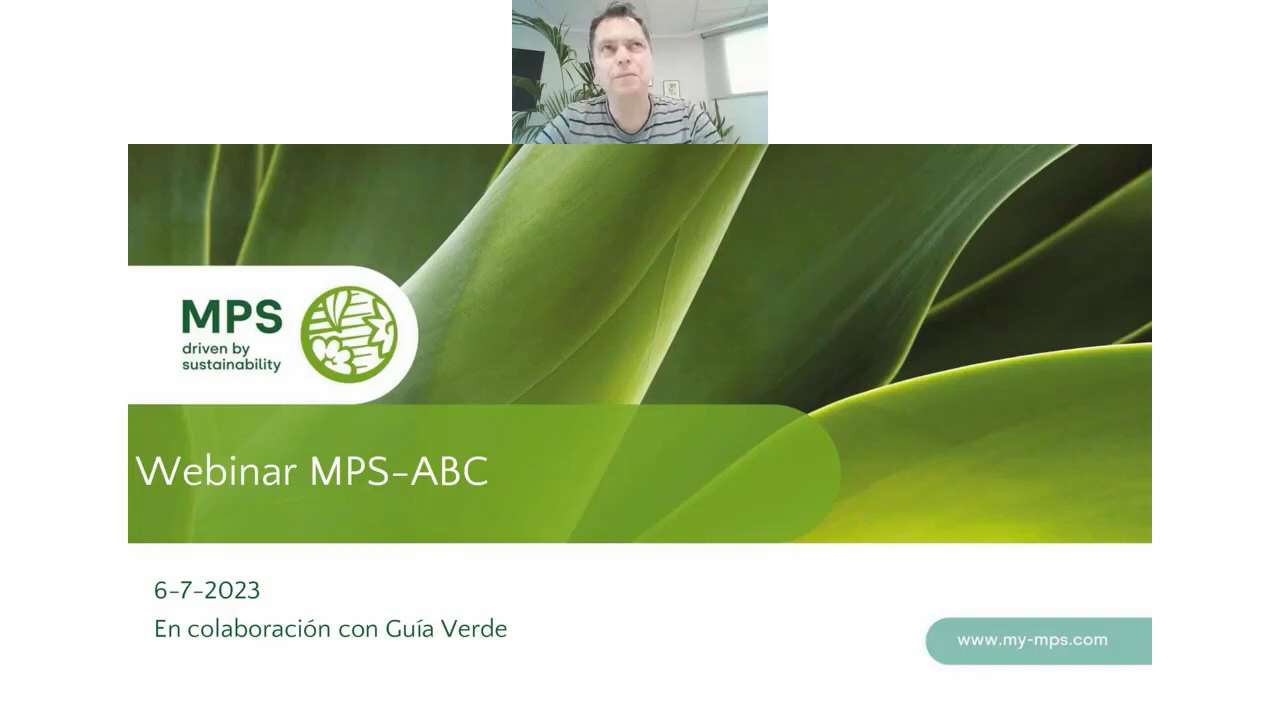 MPS
driven by
sustainability
Webinar MPS-ABC
6-7-2023
En colaboración con Guía Verde
www.my-mps.com